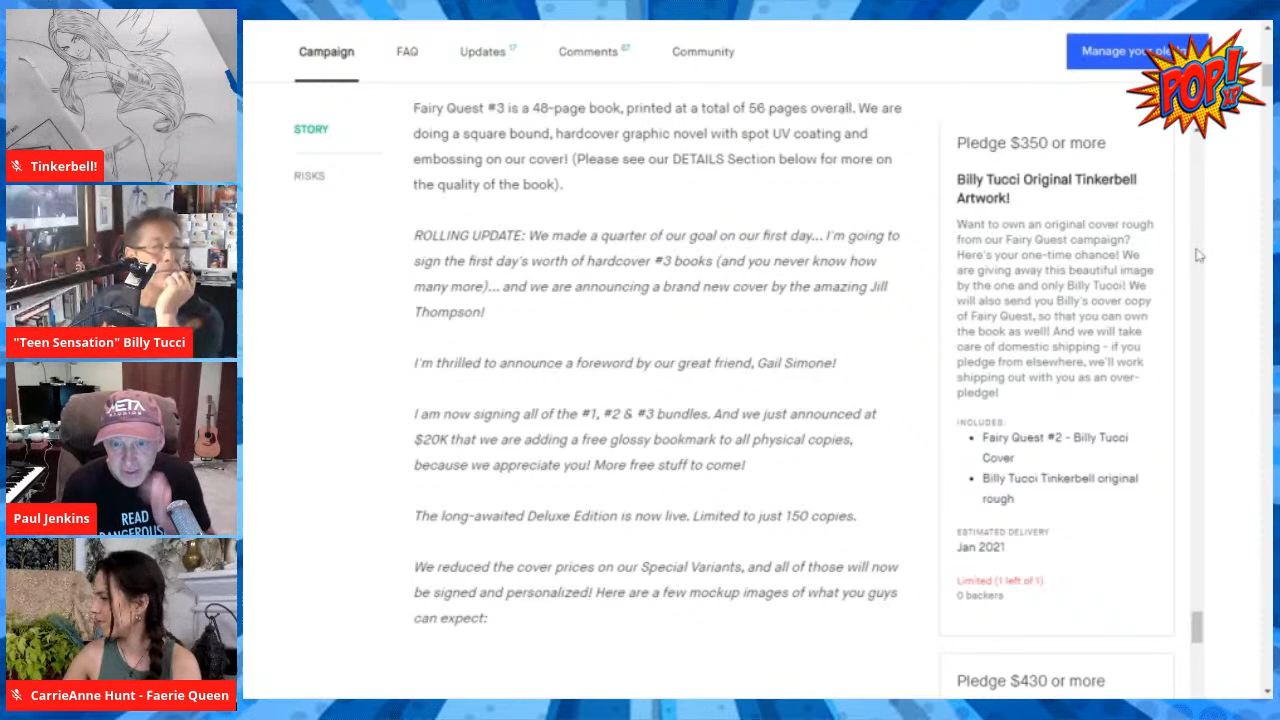 Tinkerbell!
"Teen Sensation" Billy Tucci
META
STUDIOS
READ
DANGEROUS
Paul Jenkins
CarrieAnne Hunt - Faerie Queen
Campaign
FAQ
Updates 17
Comments 67
Community
Manage your
POP!
XP
STORY
RISKS
Fairy Quest #3 is a 48-page book, printed at a total of 56 pages overall. We are
doing a square bound, hardcover graphic novel with spot UV coating and
embossing on our cover! (Please see our DETAILS Section below for more on
the quality of the book).
ROLLING UPDATE: We made a quarter of our goal on our first day... I'm going to
sign the first day's worth of hardcover #3 books (and you never know how
many more)... and we are announcing a brand new cover by the amazing Jill
Thompson!
I'm thrilled to announce a foreword by our great friend, Gail Simone!
I am now signing all of the #1, #2 & #3 bundles. And we just announced at
$20K that we are adding a free glossy bookmark to all physical copies,
because we appreciate you! More free stuff to come!
The long-awaited Deluxe Edition is now live. Limited to just 150 copies.
We reduced the cover prices on our Special Variants, and all of those will now
be signed and personalized! Here are a few mockup images of what you guys
can expect:
Pledge $350 or more
Billy Tucci Original Tinkerbell
Artwork!
Want to own an original cover rough
from our Fairy Quest campaign?
Here's your one-time chance! We
are giving away this beautiful image
by the one and only Billy Tucci! We
will also send you Billy's cover copy
of Fairy Quest, so that you can own
the book as well! And we will take
care of domestic shipping - if you
pledge from elsewhere, we'll work
shipping out with you as an over-
pledge!
INCLUDES:
Fairy Quest #2 - Billy Tucci
Cover
Billy Tucci Tinkerbell original
rough
ESTIMATED DELIVERY
Jan 2021
Limited (1 left of 1)
0 backers
Pledge $430 or more